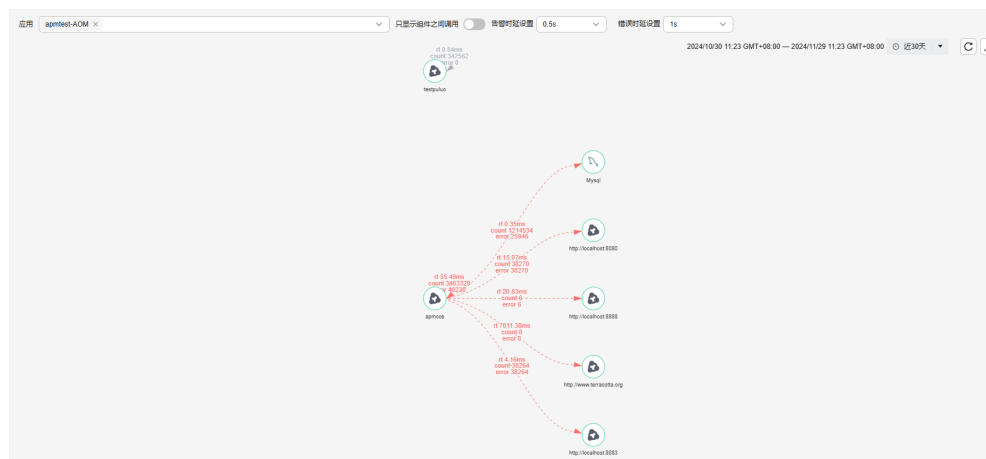 应用
apmtest-AOM ×
只显示组件之间调用
告警时延设置
0.5s
错误时延设置
1s
2024/10/30 11:23 GMT+08:00 — 2024/11/29 11:23 GMT+08:00
近30天
rt 0.84ms
count 342562
error 0
testpulus
Mysql
rt 0.35ms
count 1214534
error 25946
http://localhost:8080
rt 15.07ms
count 38270
error 38270
rt 55.49ms
count 3463329
40230
apmcce
rt 20.83ms
count 6
error 6
http://localhost:8888
rt 7011.38ms
count 8
error 8
http://www.terracotta.org
rt 4.16ms
count 38264
error 38264
http://localhost:8083